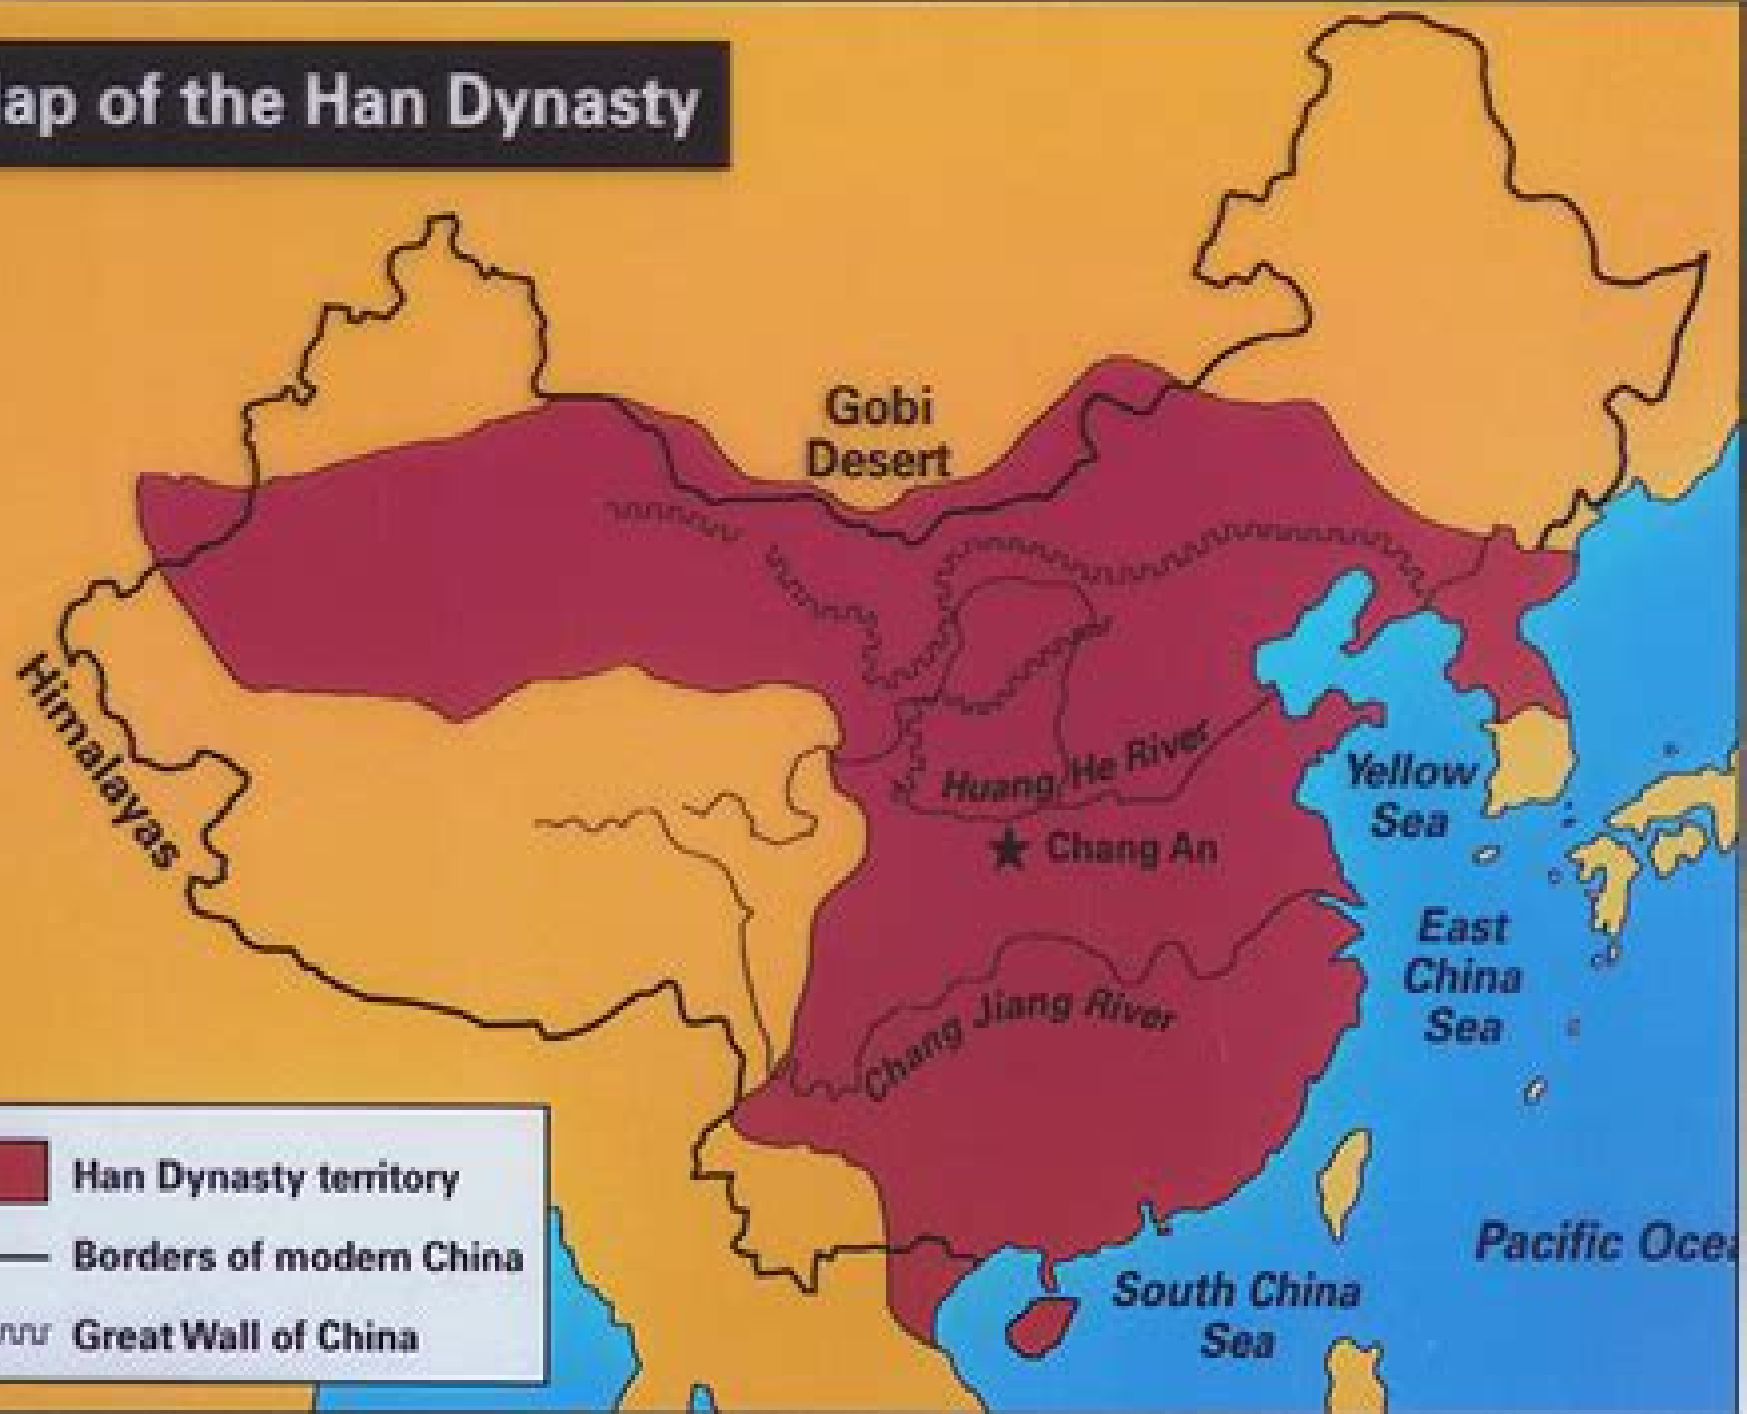 ap of the Han Dynasty
Gobi
Desert
Himalayas
Huang He River
Yellow
Sea
Chang An
East
China
Sea
Chang Jiang River
Han Dynasty territory
Borders of modern China
Great Wall of China
Pacific Ocea
South China
Sea